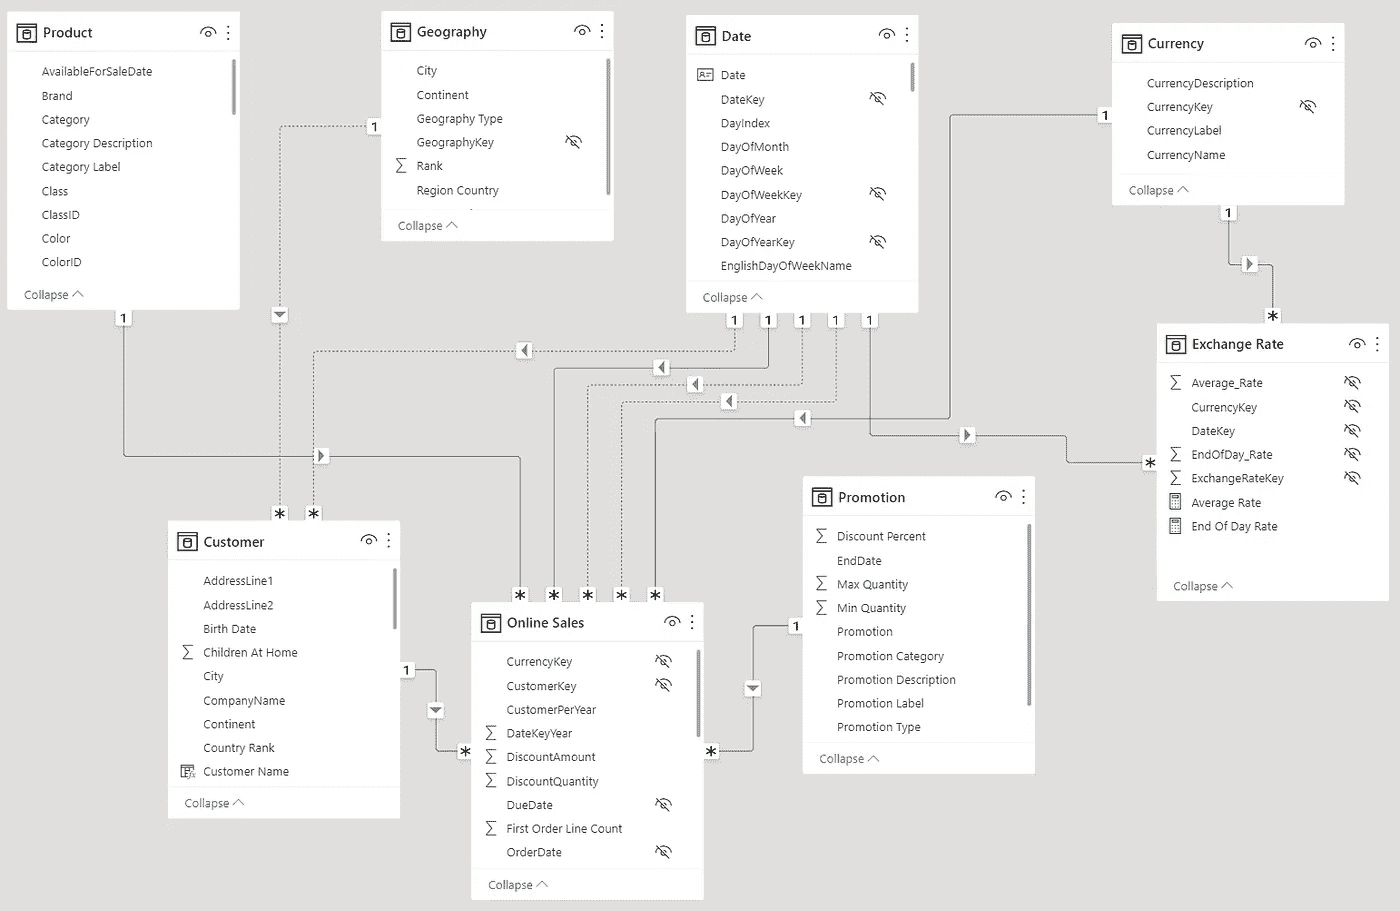 Product
AvailableForSaleDate
Brand
Category
Category Description
Category Label
Class
ClassID
Color
ColorID
Collapse
1
Geography
City
Continent
Geography Type
GeographyKey
Rank
Region Country
Collapse
1
Date
Date
DateKey
DayIndex
DayOfMonth
DayOfWeek
DayOfWeekKey
DayOfYear
DayOfYearKey
EnglishDayOfWeekName
Collapse
1 1 1 1 1
Currency
CurrencyDescription
CurrencyKey
CurrencyLabel
CurrencyName
Collapse
1
1
*
Exchange Rate
Average_Rate
CurrencyKey
DateKey
EndOfDay_Rate
ExchangeRateKey
Average Rate
End Of Day Rate
Collapse
*
* *
Customer
AddressLine1
AddressLine2
Birth Date
Children At Home
City
CompanyName
Continent
Country Rank
Customer Name
Collapse
1
* * * * *
Online Sales
CurrencyKey
CustomerKey
CustomerPerYear
DateKeyYear
DiscountAmount
DiscountQuantity
DueDate
First Order Line Count
OrderDate
Collapse
*
*
Promotion
Discount Percent
EndDate
Max Quantity
Min Quantity
Promotion
Promotion Category
Promotion Description
Promotion Label
Promotion Type
Collapse
1